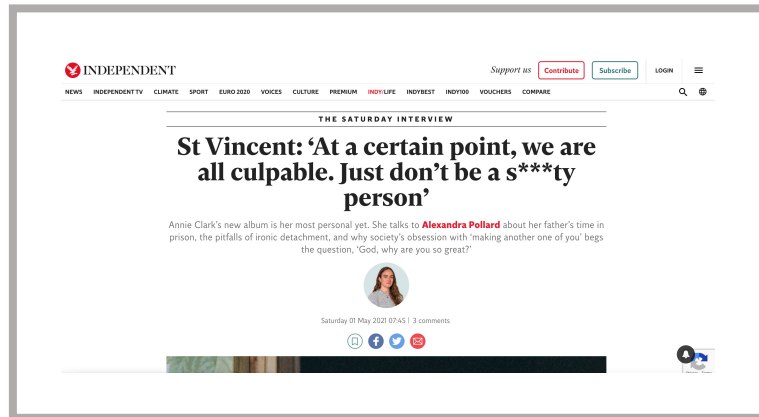 INDEPENDENT
Support us
Contribute
Subscribe
LOGIN
NEWS INDEPENDENT TV CLIMATE SPORT EURO 2020 VOICES CULTURE PREMIUM INDY/LIFE INDYBEST INDY100 VOUCHERS COMPARE
THE SATURDAY INTERVIEW
St Vincent: ‘At a certain point, we are
all culpable. Just don’t be a s***ty
person’
Annie Clark’s new album is her most personal yet. She talks to Alexandra Pollard about her father’s time in
prison, the pitfalls of ironic detachment, and why society’s obsession with ‘making another one of you’ begs
the question, ‘God, why are you so great?’
Saturday 01 May 2021 07:45 | 3 comments